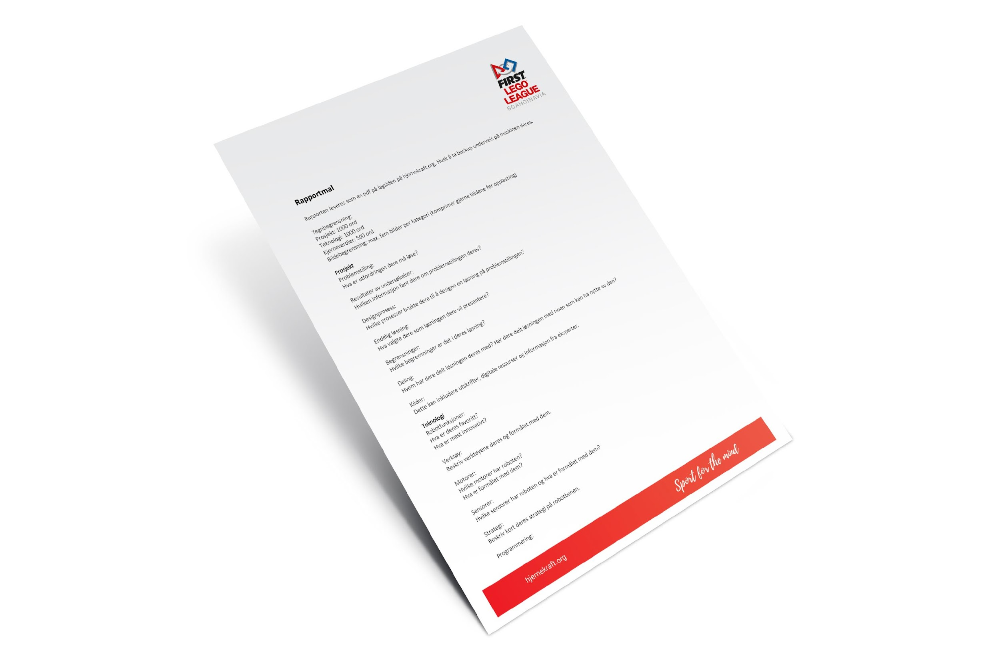 FIRST
LEGO
LEAGUE
SCANDINAVIA
Rapportmal
Rapporten leveres som en pdf på lagsiden på hjernekraft.org. Husk å ta backup underveis på maskinen deres.
Tegnbegrensning:
Prosjekt: 1000 ord
Teknologi: 1000 ord
Kjerneverdier: 500 ord
Bildebegrensning: max. fem bilder per kategori (komprimer gjerne bildene før opplasting)
Prosjekt
Problemstilling:
Hva er utfordringen dere må løse?
Resultater av undersøkelser:
Hvilken informasjon fant dere om problemstillingen deres?
Designprosess:
Hvilke prosesser brukte dere til å designe en løsning på problemstillingen?
Endelig løsning:
Hva valgte dere som løsningen dere vil presentere?
Begrensninger:
Hvilke begrensninger er det i deres løsning?
Deling:
Hvem har dere delt løsningen deres med? Har dere delt løsningen med noen som kan ha nytte av den?
Kilder:
Dette kan inkludere utskrifter, digitale ressurser og informasjon fra eksperter.
Teknologi
Robotfunksjoner:
Hva er deres favoritt?
Hva er mest innovativt?
Verktøy:
Beskriv verktøyene deres og formålet med dem.
Motorer:
Hvilke motorer har roboten?
Hva er formålet med dem?
Sensorer:
Hvilke sensorer har roboten og hva er formålet med dem?
Strategi:
Beskriv kort deres strategi på robotbanen.
Programmering:
hjernekraft.org
Sport for the mind